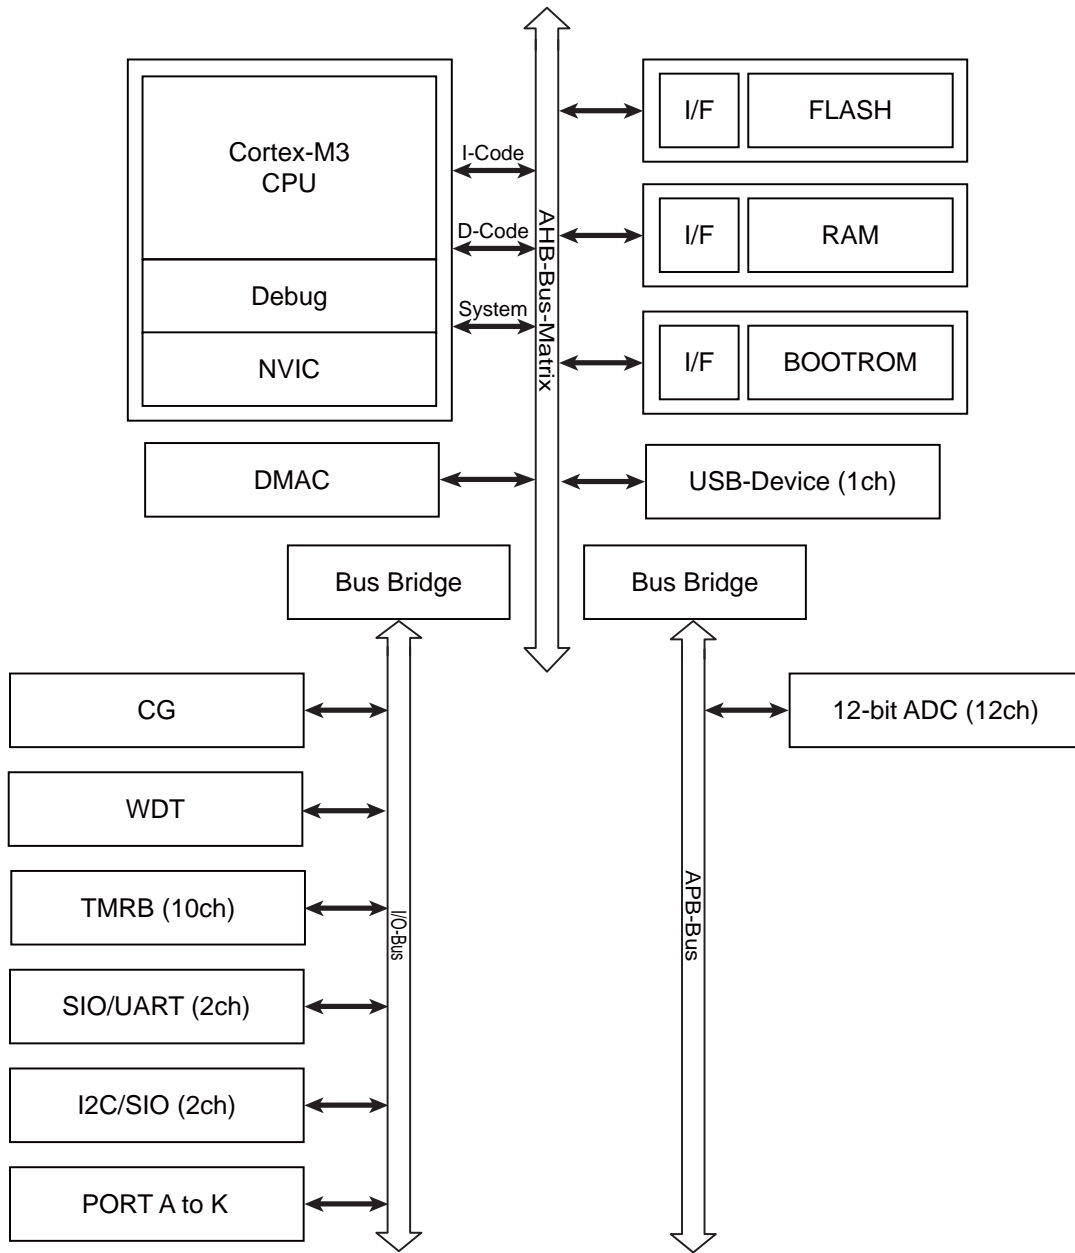 Cortex-M3
CPU
Debug
NVIC
I-Code
D-Code
System
AHB-Bus-Matrix
I/F
FLASH
I/F
RAM
I/F
BOOTROM
DMAC
USB-Device (1ch)
Bus Bridge
Bus Bridge
CG
WDT
TMRB (10ch)
SIO/UART (2ch)
I2C/SIO (2ch)
PORT A to K
I/O-Bus
APB-Bus
12-bit ADC (12ch)